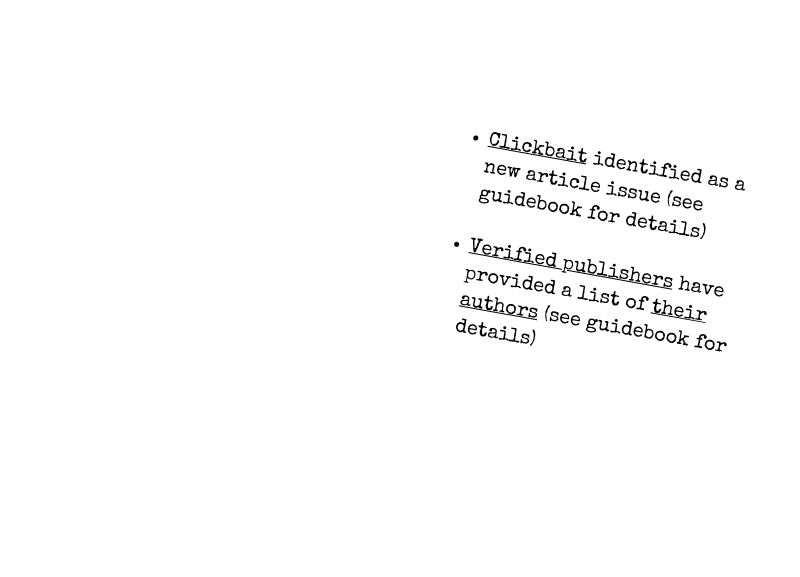 • Clickbait identified as a
new article issue (see
guidebook for details)
• Verified publishers have
provided a list of their
authors (see guidebook for
details)